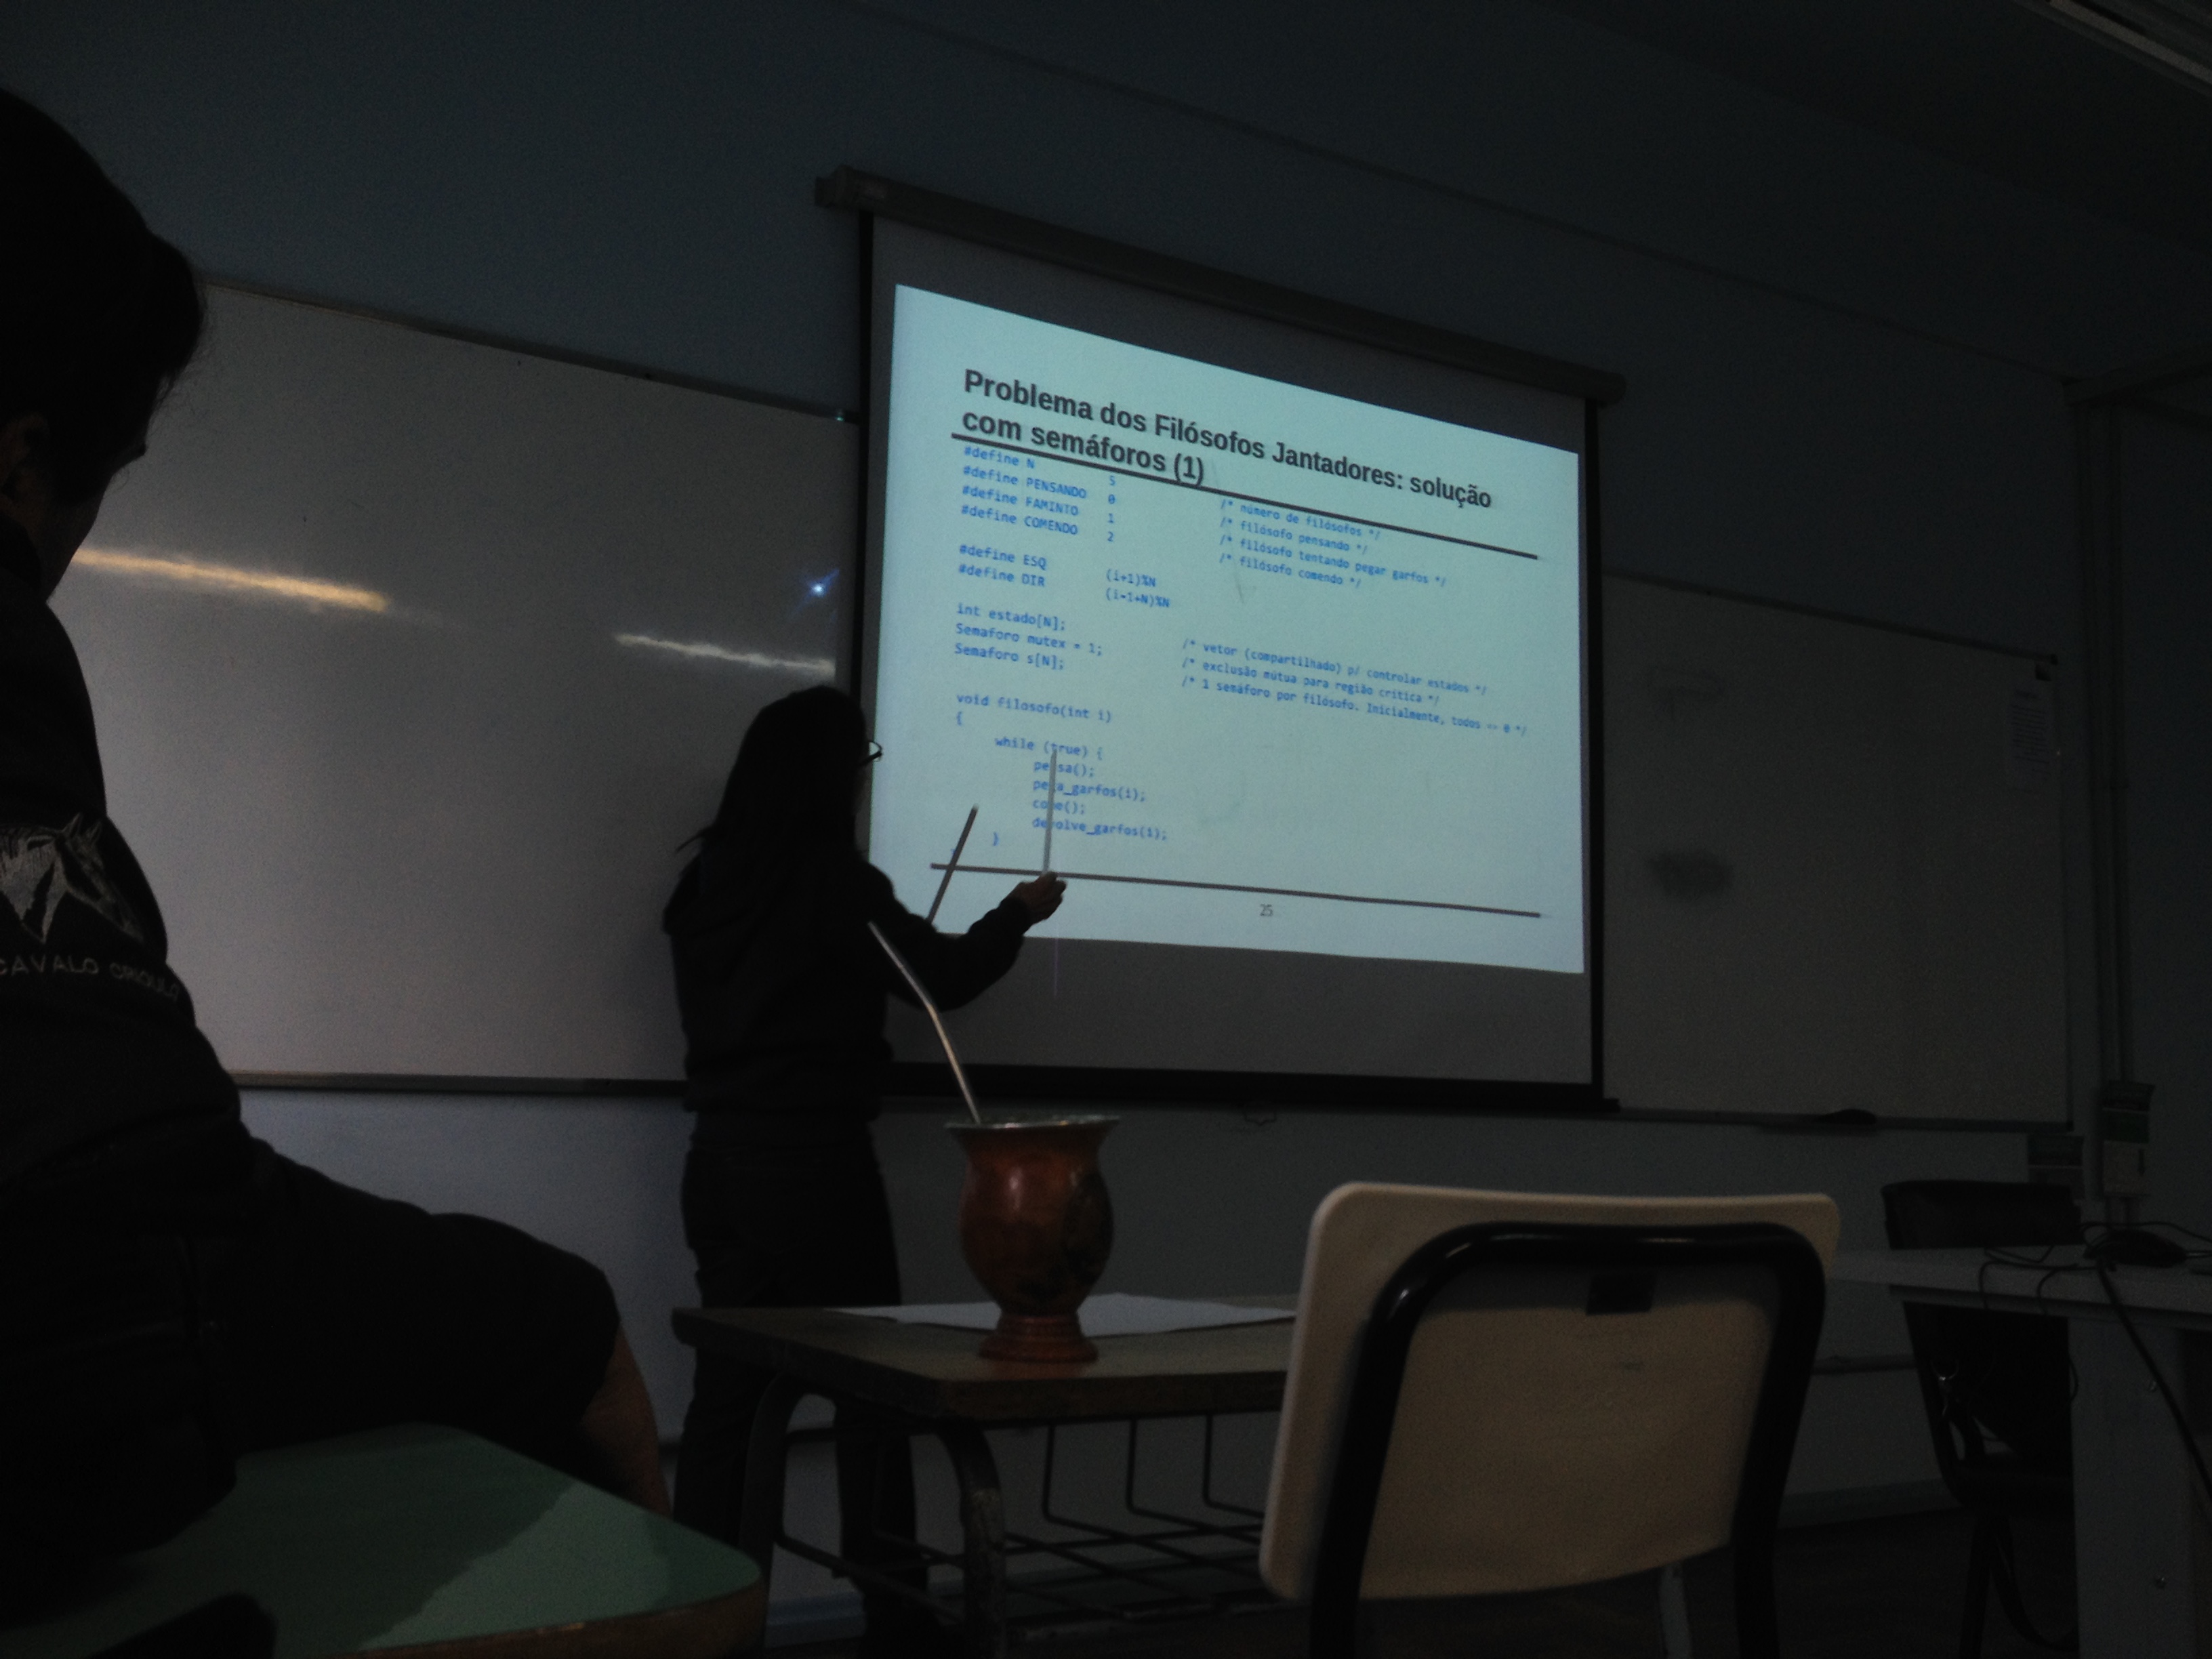 Problema dos Filósofos Jantadores: solução
com semáforos (1)
#define N 5 /* número de filósofos */
#define PENSANDO 0 /* filósofo pensando */
#define FAMINTO 1 /* filósofo tentando pegar garfos */
#define COMENDO 2 /* filósofo comendo */
#define ESQ (i+1)%N
#define DIR (i-1+N)%N
int estado[N]; /* vetor (compartilhado) p/ controlar estados */
Semaforo mutex = 1; /* exclusão mútua para região crítica */
Semaforo s[N]; /* 1 semáforo por filósofo. Inicialmente, todos => 0 */
void filosofo(int i)
{
while (true) {
pensa();
pega_garfos(i);
come();
devolve_garfos(i);
}
25
CAVALO CRIOULA